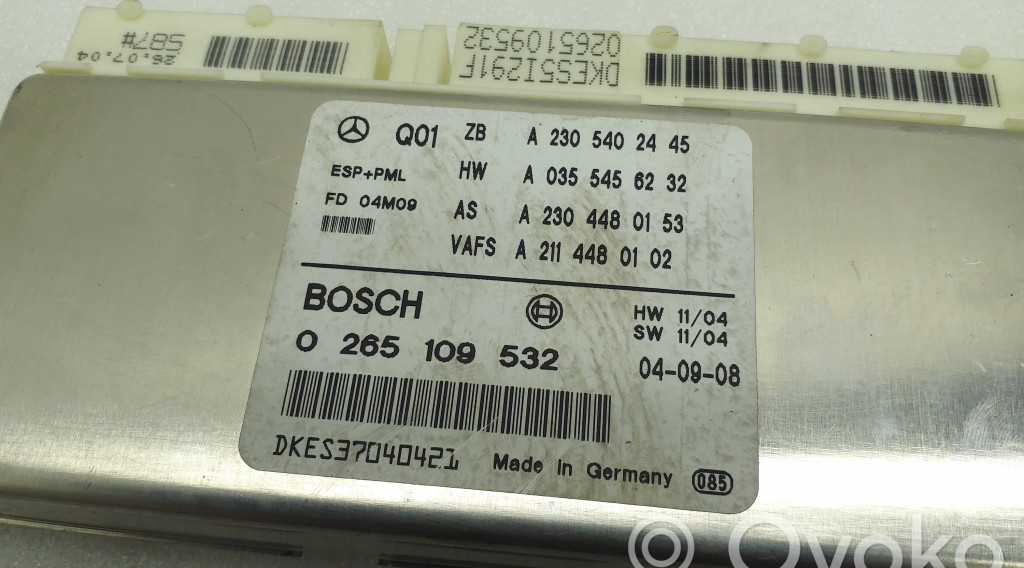 26.07.04
587#
0265109532
DKES5I291F
Q01 ZB A 230 540 24 45
HW A 035 545 62 32
ESP+PML
FD 04M09
AS A 230 448 01 53
VAFS A 211 448 01 02
BOSCH
HW 11/04
SW 11/04
0 265 109 532
04-09-08
DKES37040421
Made in Germany
085
© Ovoko